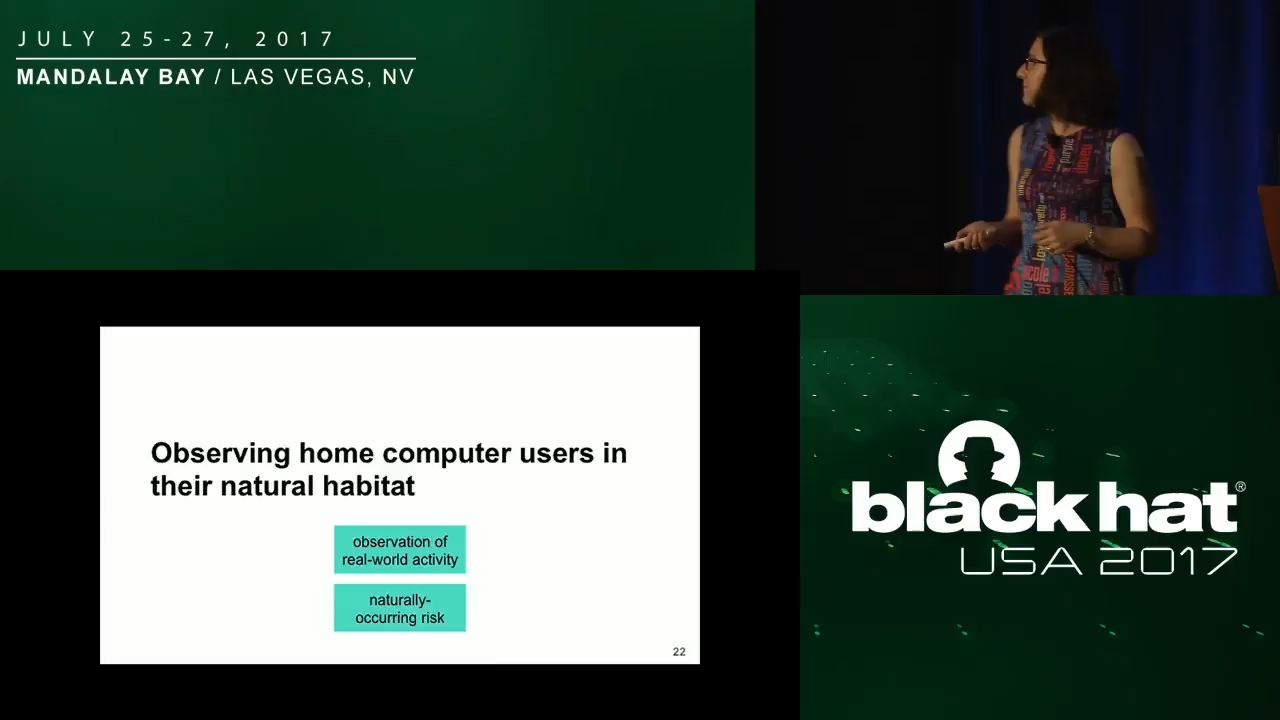 JULY 25-27, 2017
MANDALAY BAY / LAS VEGAS, NV
purple
Observing home computer users in
their natural habitat
observation of
real-world activity
naturally-
occurring risk
22
black hat®
USA 2017